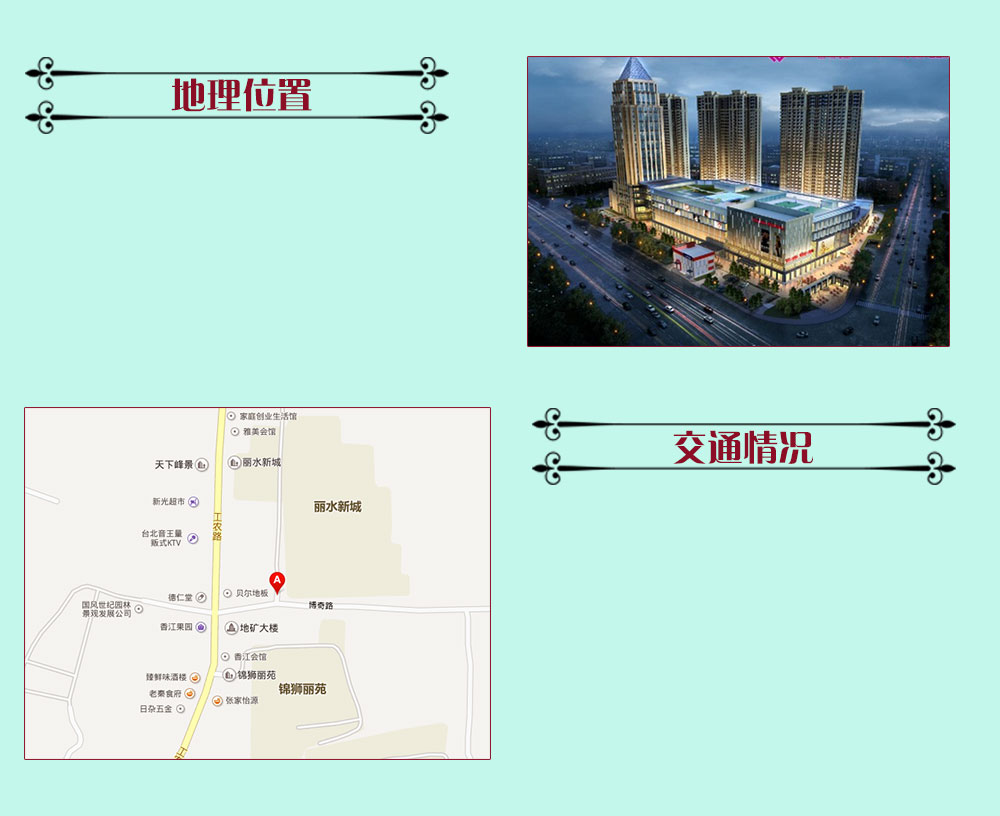 地理位置
家庭创业生活馆
雅美会馆
天下峰景
丽水新城
新光超市
丽水新城
工农路
台北音王量
贩式KTV
A
德仁堂
贝尔地板
国风世纪园林
景观发展公司
博奇路
香江果园
地矿大楼
香江会馆
臻鲜味酒楼
锦狮丽苑
老秦食府
锦狮丽苑
张家怡源
日杂五金
工
交通情况